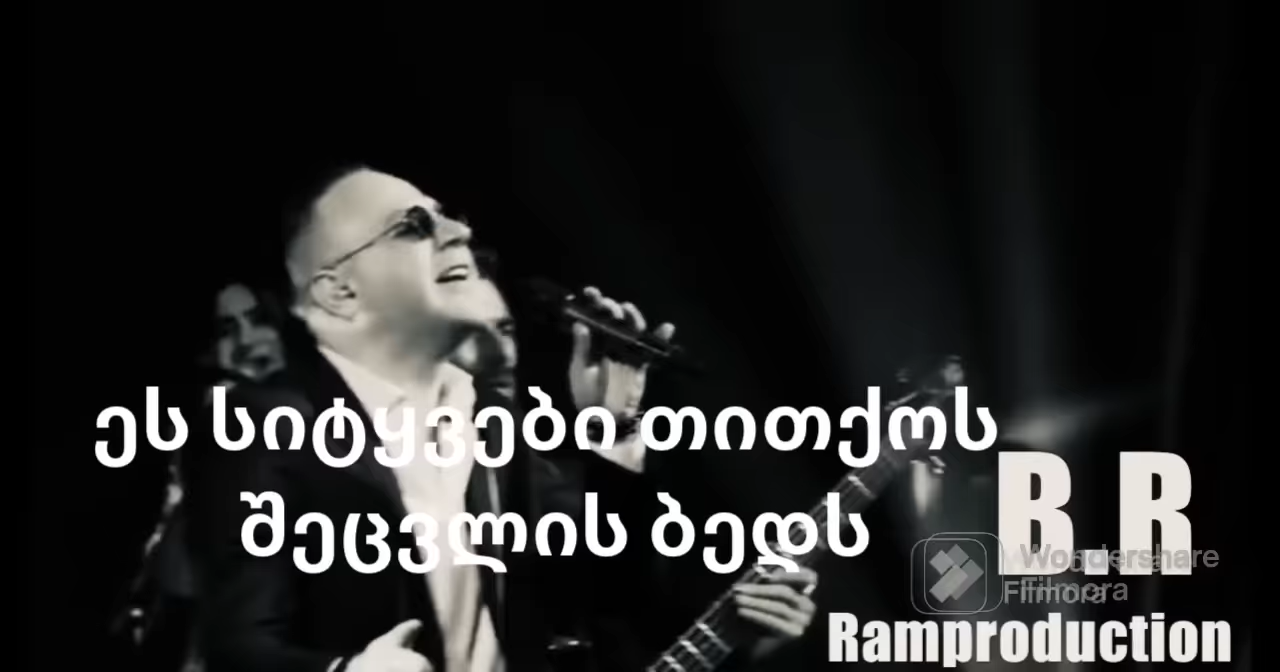 ეს სიტყვები თითქოს
შეცვლის ბედს
B.R
Wondershare
Filmora
Ramproduction